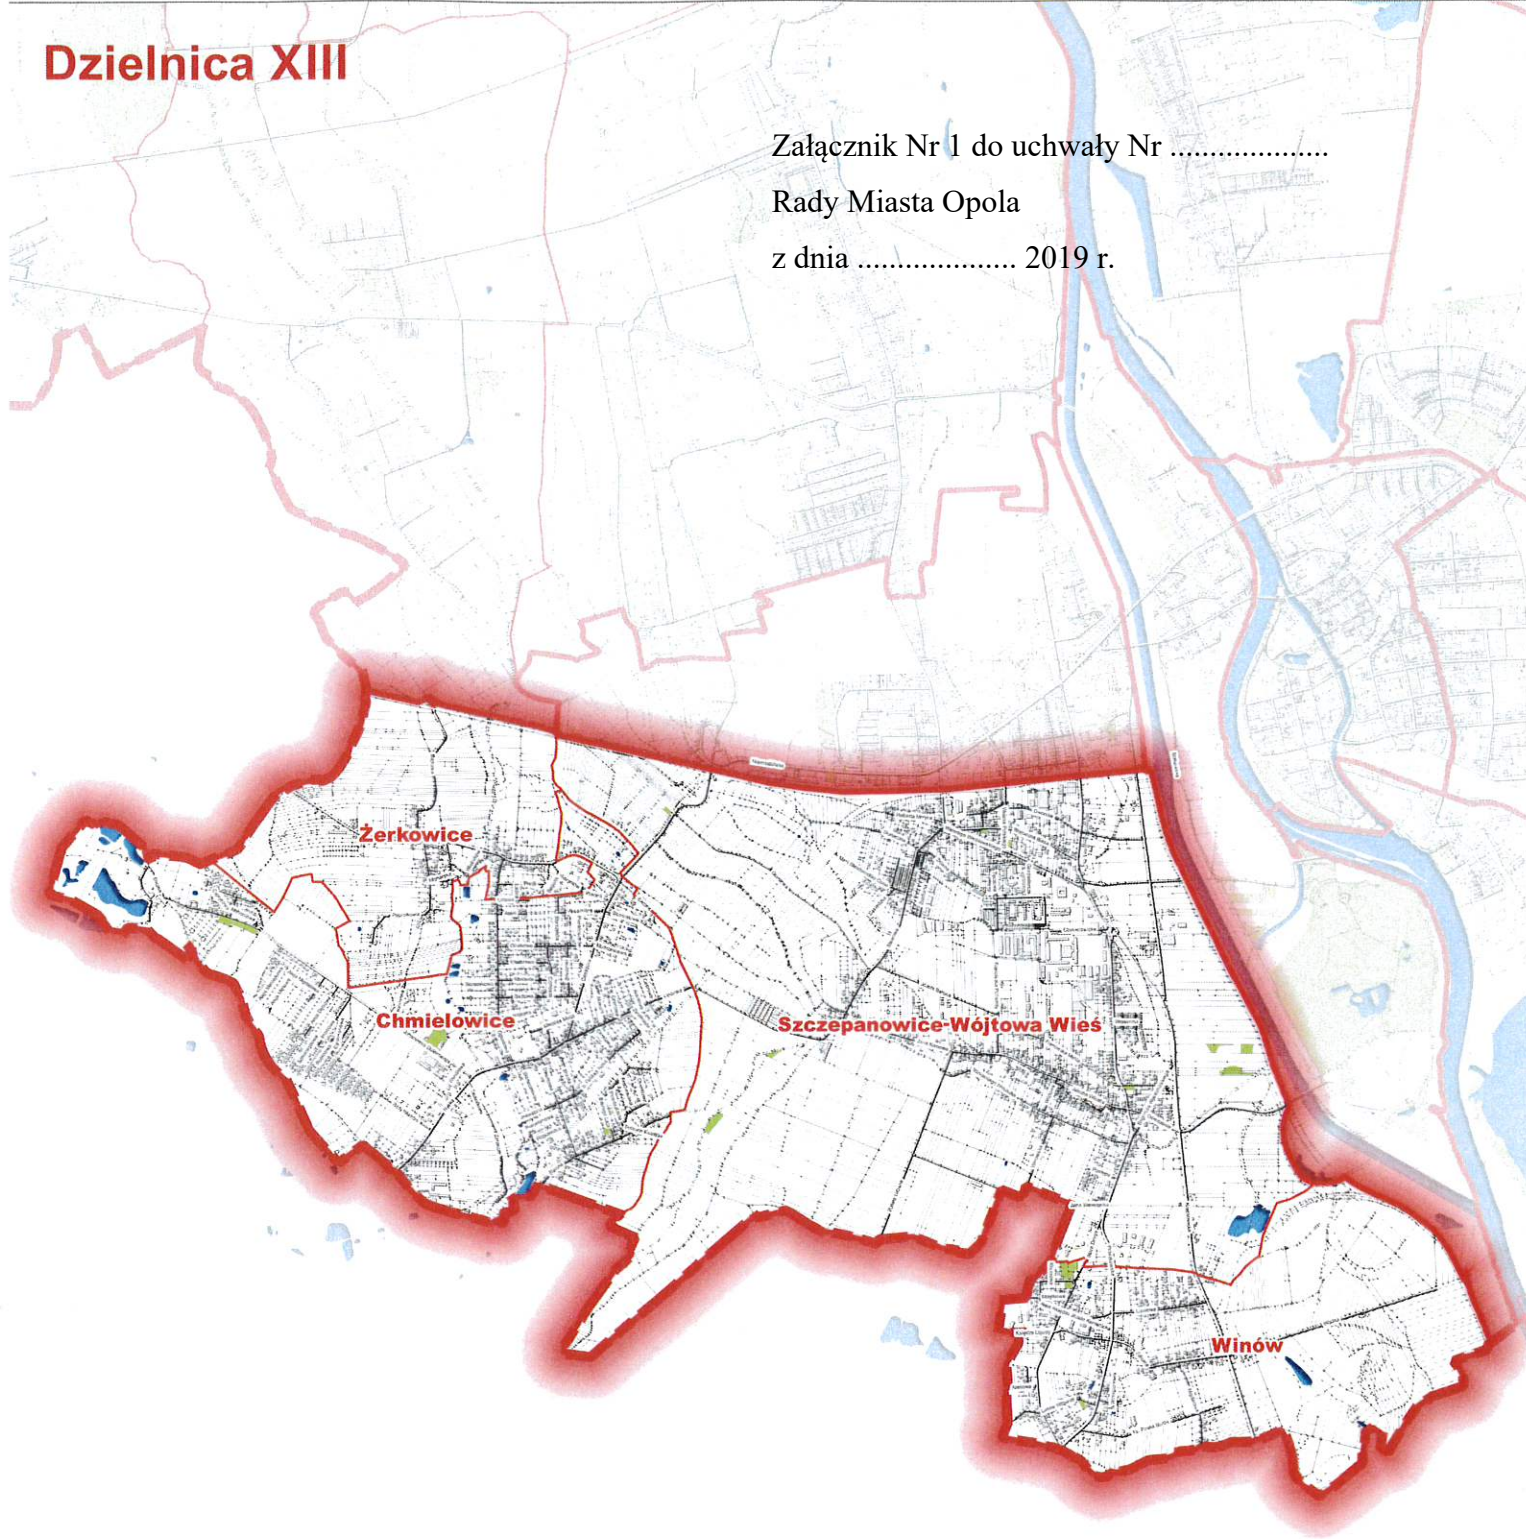 Dzielnica XIII
Załącznik Nr 1 do uchwały Nr ....................
Rady Miasta Opola
z dnia .................... 2019 r.
Żerkowice
Chmielowice
Szczepanowice-Wójtowa Wieś
Winów